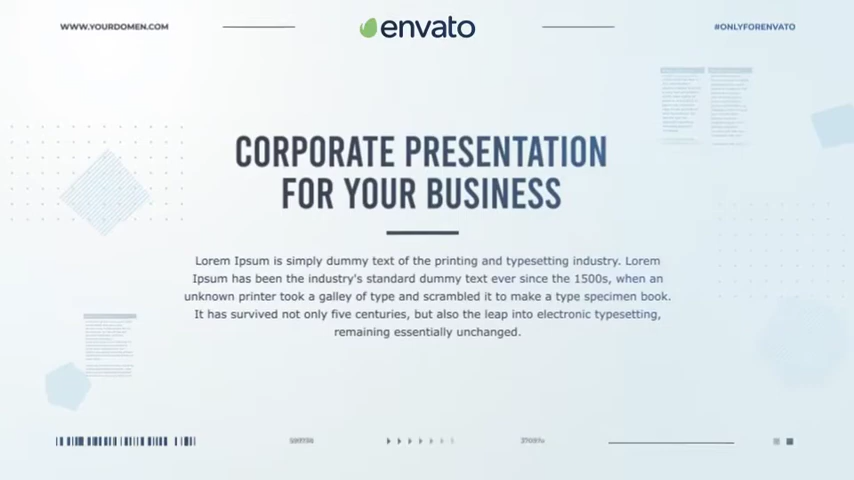 WWW.YOURDOMEN.COM
envato
#ONLYFORENVATO
CORPORATE PRESENTATION
FOR YOUR BUSINESS
Lorem Ipsum is simply dummy text of the printing and typesetting industry. Lorem
Ipsum has been the industry's standard dummy text ever since the 1500s, when an
unknown printer took a galley of type and scrambled it to make a type specimen book.
It has survived not only five centuries, but also the leap into electronic typesetting,
remaining essentially unchanged.